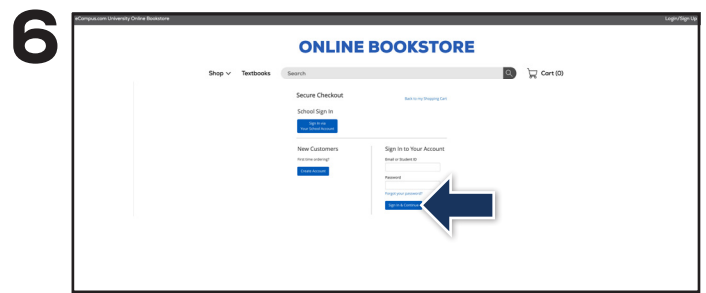 6
eCampus.com University Online Bookstore Login/Sign Up
ONLINE BOOKSTORE
Shop Textbooks Search Cart (0)
Secure Checkout
Back to my Shopping Cart
School Sign In
Sign In via
Your School Account
New Customers
Sign In to Your Account
First time ordering?
Email or Student ID
Create Account
Password
Forgot your password?
Sign In & Continue